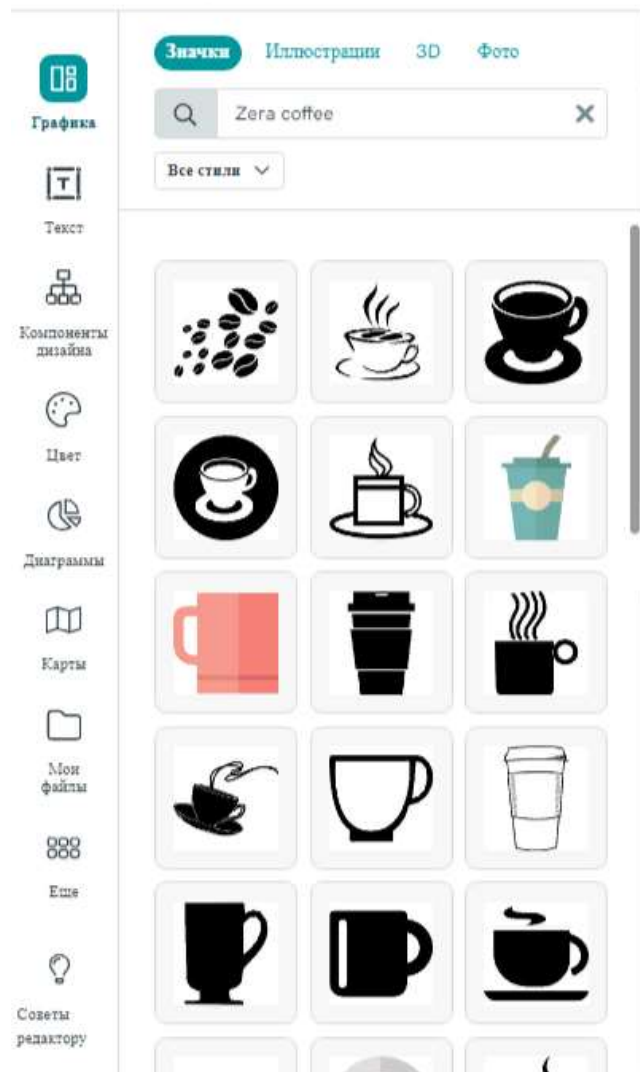 Графика
Текст
Компоненты
дизайна
Цвет
Диаграммы
Карты
Мои
файлы
Еще
Советы
редактору
Значки Иллюстрации 3D Фото
Zera coffee
Все стили